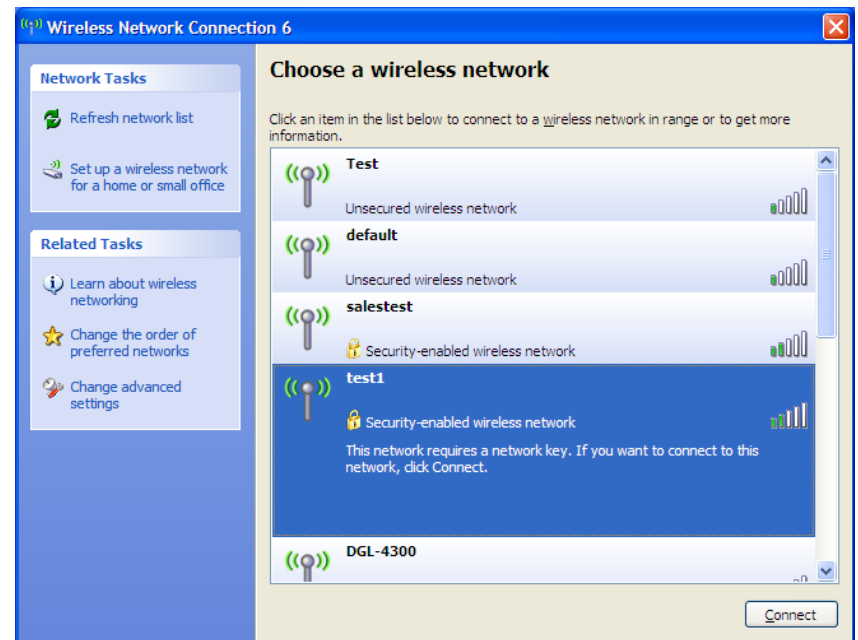 Wireless Network Connection 6
Network Tasks
Refresh network list
Set up a wireless network
for a home or small office
Related Tasks
Learn about wireless
networking
Change the order of
preferred networks
Change advanced
settings
Choose a wireless network
Click an item in the list below to connect to a wireless network in range or to get more
information.
Test
Unsecured wireless network
default
Unsecured wireless network
salestest
Security-enabled wireless network
test1
Security-enabled wireless network
This network requires a network key. If you want to connect to this
network, click Connect.
DGL-4300
Connect